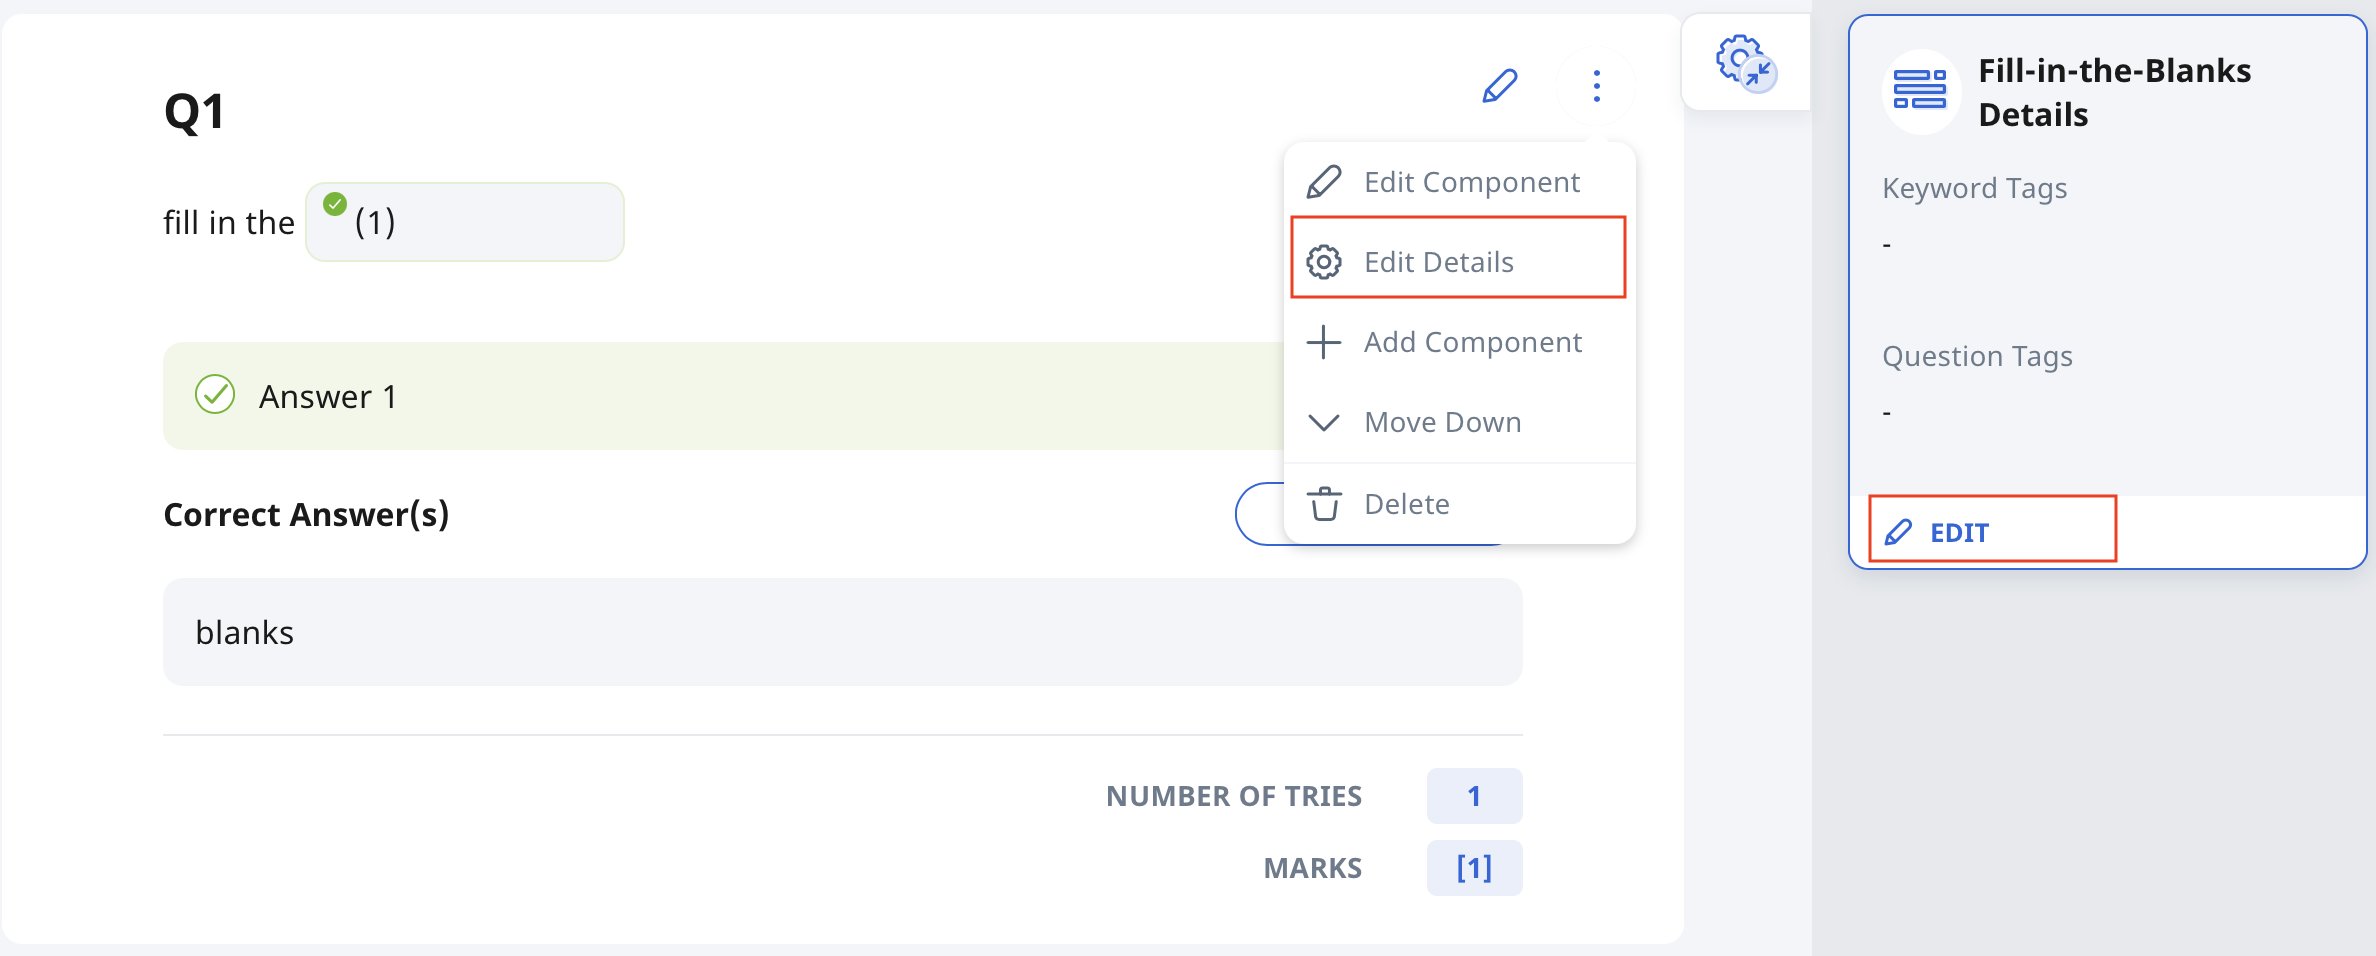 Q1
fill in the (1)
Answer 1
Correct Answer(s)
blanks
NUMBER OF TRIES 1
MARKS [1]
Edit Component
Edit Details
Add Component
Move Down
Delete
Fill-in-the-Blanks
Details
Keyword Tags
-
Question Tags
-
EDIT